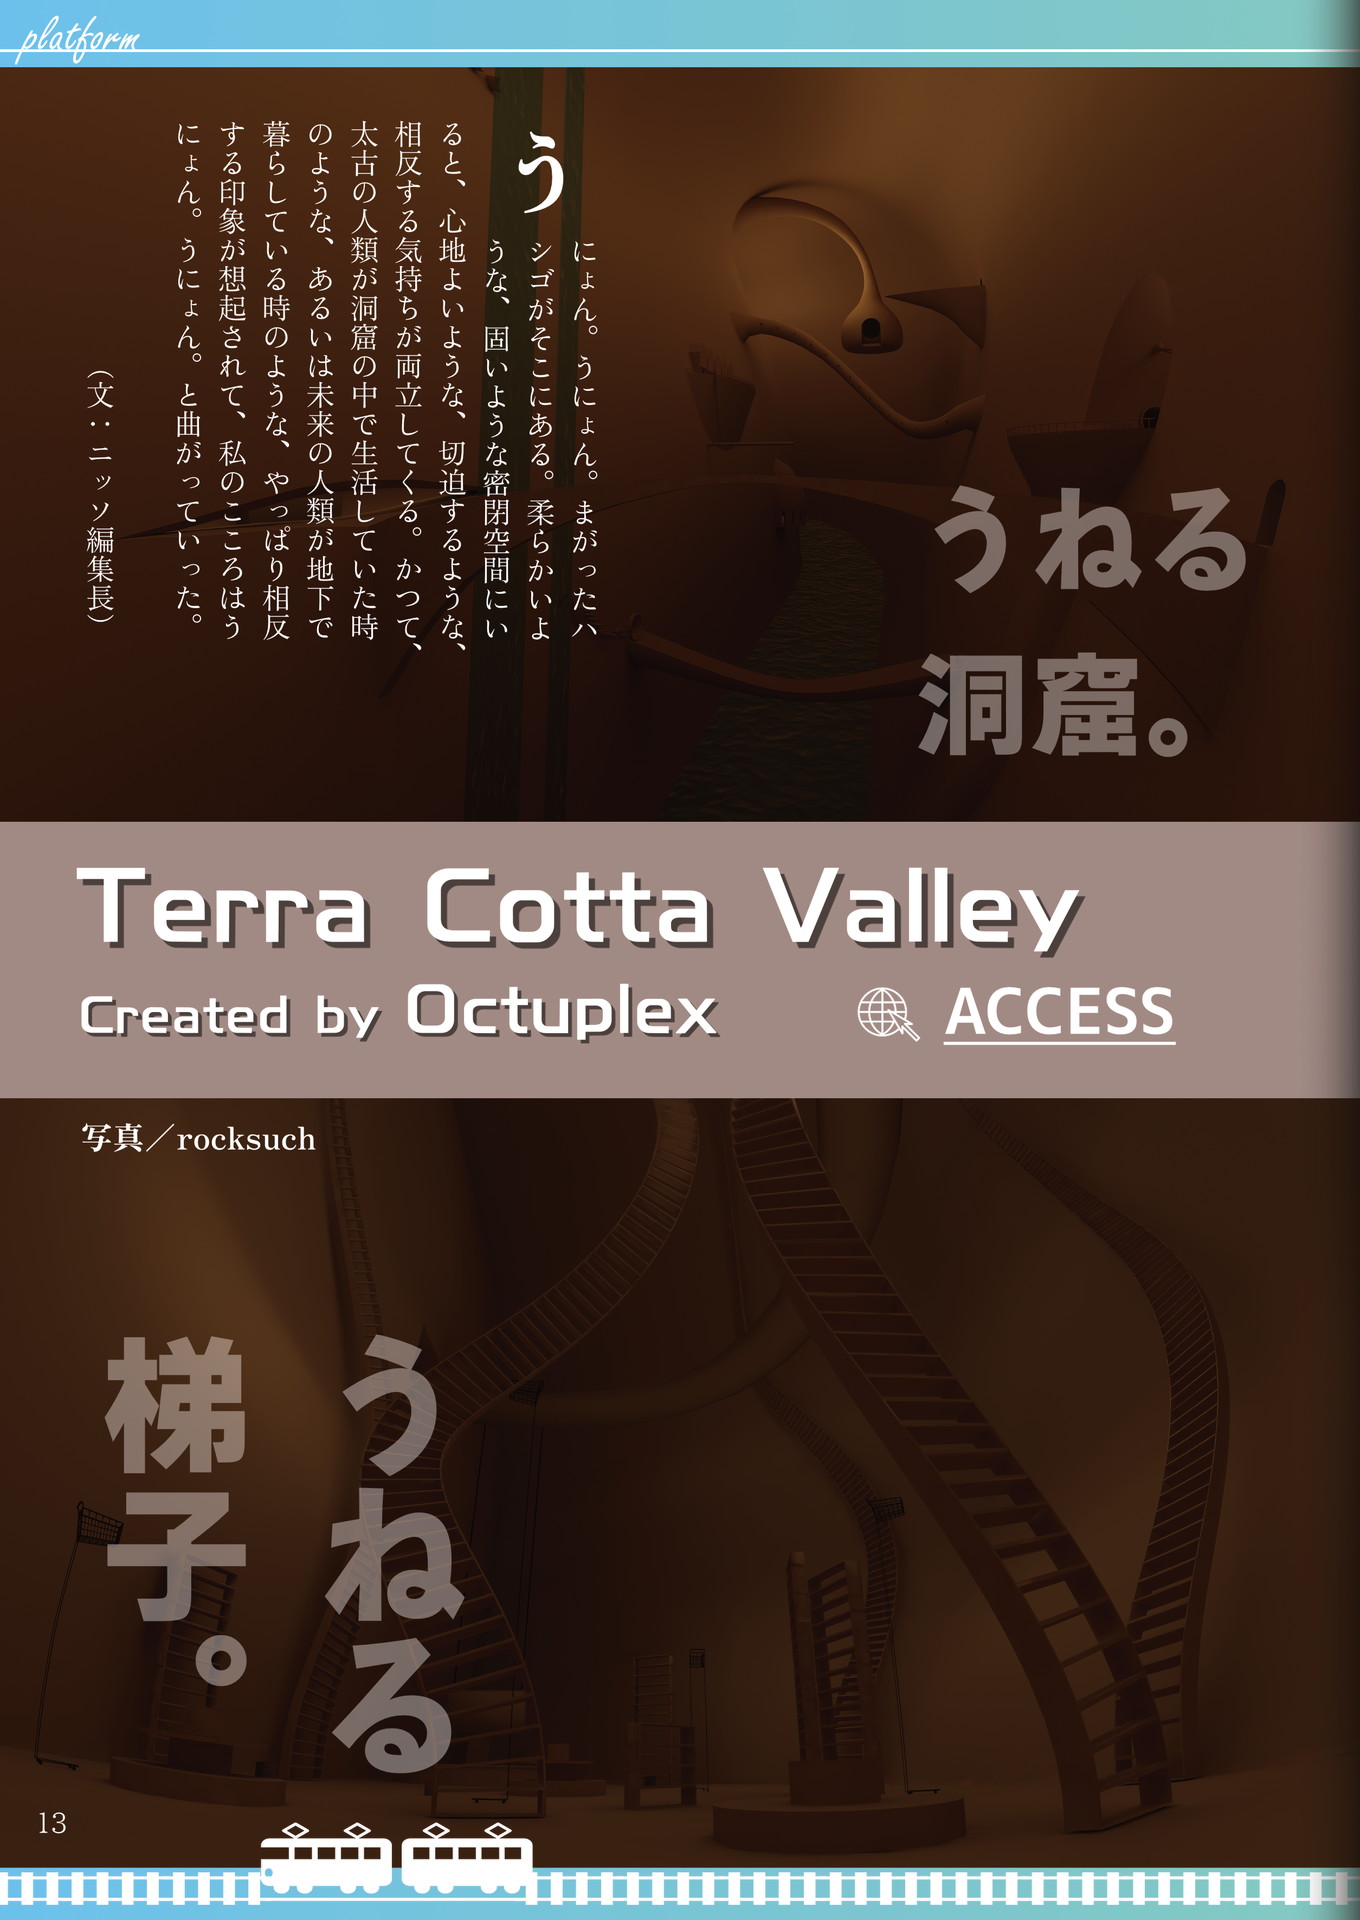 platform
うねる
洞窟。
うにょん。うにょん。まがったハ
シゴがそこにある。柔らかいよ
うな、固いような密閉空間にい
ると、心地よいような、切迫するような、
相反する気持ちが両立してくる。かつて、
太古の人類が洞窟の中で生活していた時
のような、あるいは未来の人類が地下で
暮らしている時のような、やっぱり相反
する印象が想起されて、私のこころはう
にょん。うにょん。と曲がっていった。
（文：ニッソ編集長）
Terra Cotta Valley
Created by Octuplex
ACCESS
写真／rocksuch
うねる
梯子。
13